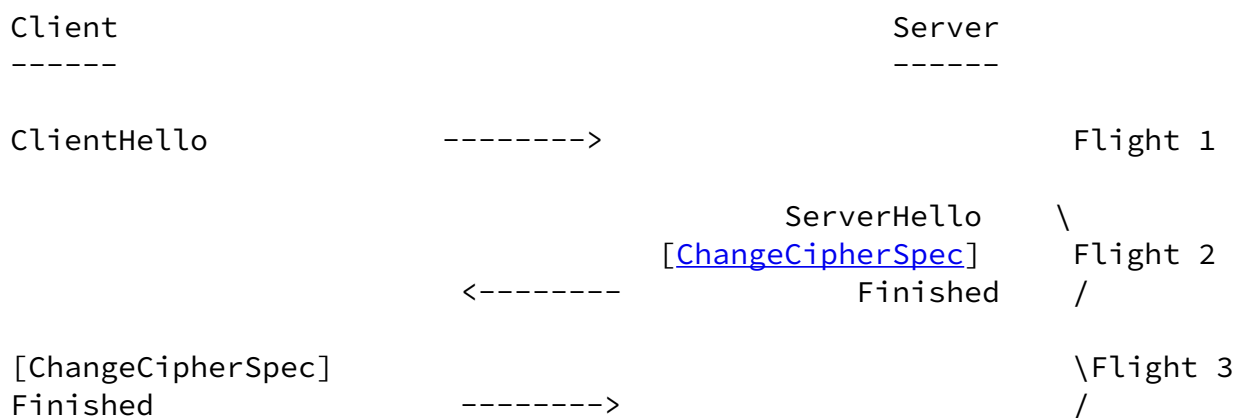 Client                                   Server
------                                   ------
ClientHello           -------->                   Flight 1
ServerHello    \
[ChangeCipherSpec]    Flight 2
<--------           Finished    /
[ChangeCipherSpec]                                \Flight 3
Finished              -------->                   /